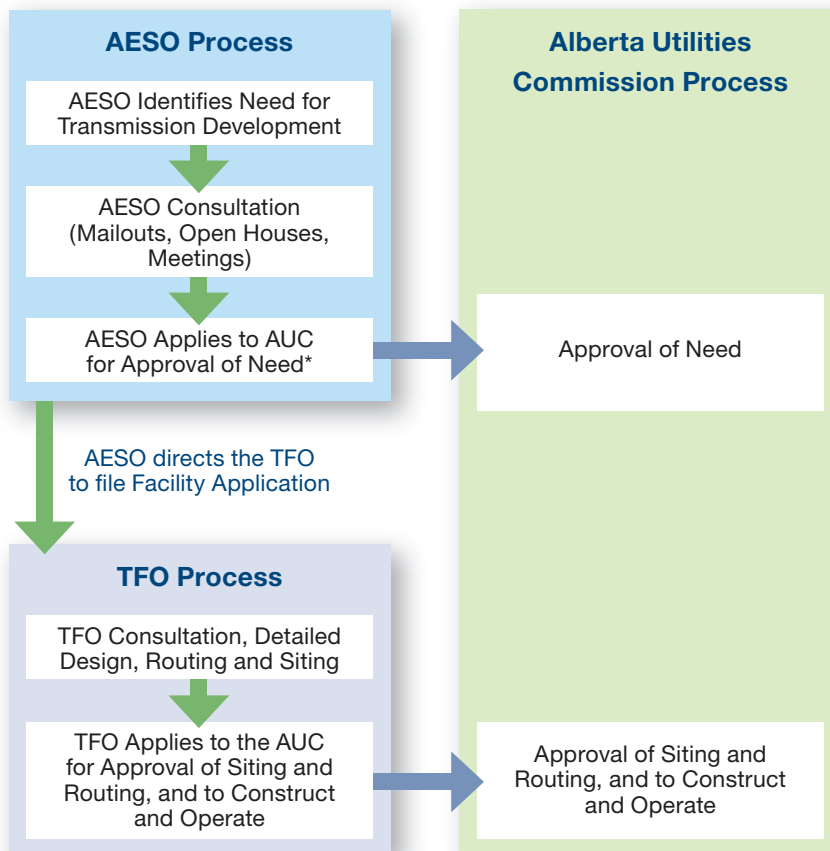 AESO Process
AESO Identifies Need for
Transmission Development
AESO Consultation
(Mailouts, Open Houses,
Meetings)
AESO Applies to AUC
for Approval of Need*
Alberta Utilities
Commission Process
Approval of Need
AESO directs the TFO
to file Facility Application
TFO Process
TFO Consultation, Detailed
Design, Routing and Siting
TFO Applies to the AUC
for Approval of Siting and
Routing, and to Construct
and Operate
Approval of Siting and
Routing, and to Construct
and Operate